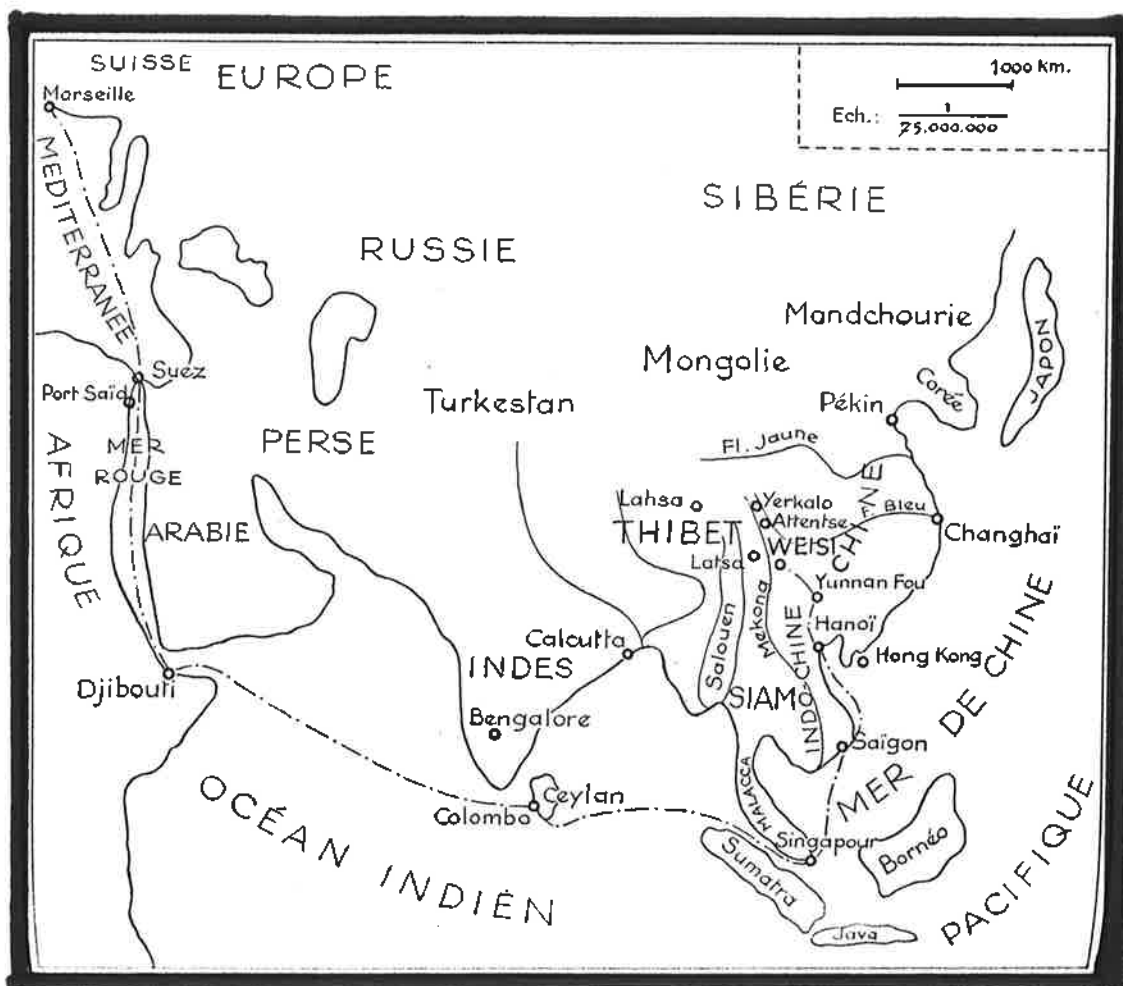 SUISSE
EUROPE
Marseille
1000 km.
Ech.: 1
75.000.000
MÉDITERRANÉE
SIBÉRIE
RUSSIE
Mandchourie
JAPON
Mongolie
Corée
Suez
Port Saïd
Turkestan
Pékin
AFRIQUE
MER
ROUGE
PERSE
Fl. Jaune
ARABIE
Lahsa
Yerkalo
Attentse
CHINE
F. Bleu
Changhaï
THIBET
WEISI
Latsa
Yunnan Fou
Salouen
Mékong
Hanoï
Calcutta
INDES
Hong Kong
Djibouti
SIAM
INDO-CHINE
Bengalore
Saïgon
MER DE CHINE
OCÉAN INDIÉN
Ceylan
Colombo
MALACCA
Singapour
Bornéo
Sumatra
Java
PACIFIQUE